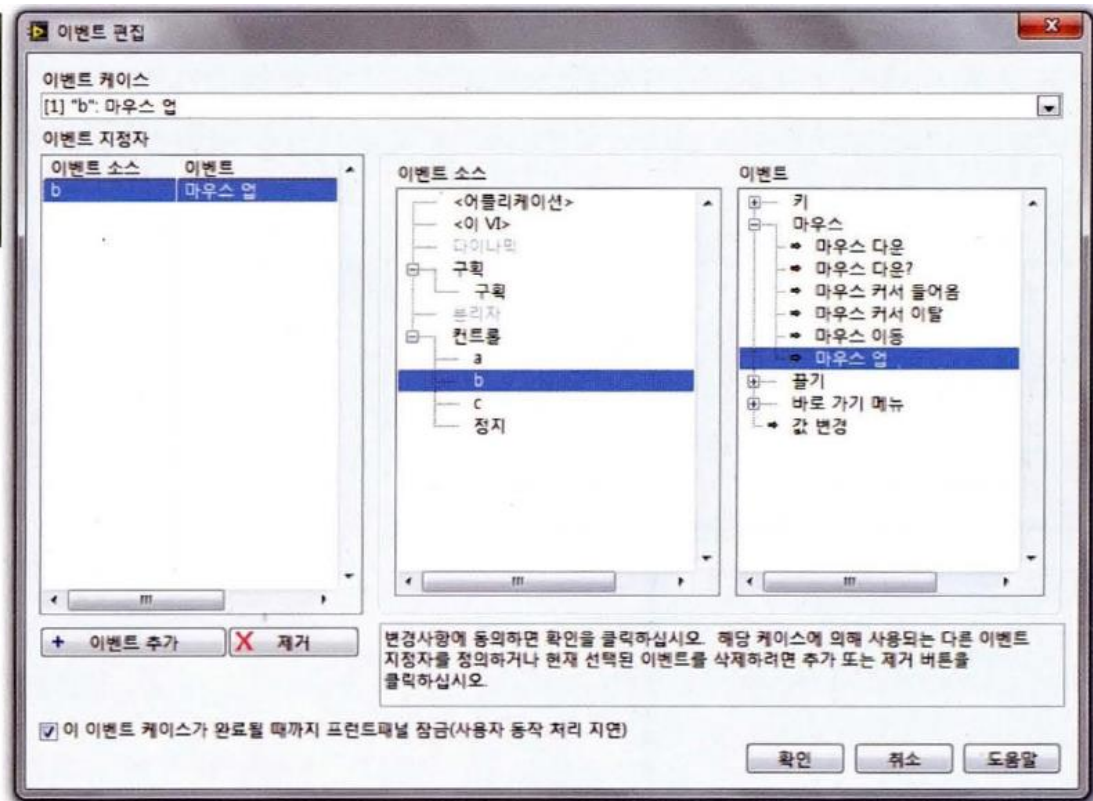 이벤트 편집
이벤트 케이스
[1] "b": 마우스 업
이벤트 지정자
이벤트 소스 이벤트
b 마우스 업
이벤트 소스
<어플리케이션>
<이 VI>
다이나믹
구획
구획
분리자
컨트롤
a
b
c
정지
이벤트
키
마우스
마우스 다운
마우스 다운?
마우스 커서 들어옴
마우스 커서 이탈
마우스 이동
마우스 업
끌기
바로 가기 메뉴
값 변경
+ 이벤트 추가
X 제거
변경사항에 동의하면 확인을 클릭하십시오. 해당 케이스에 의해 사용되는 다른 이벤트
지정자를 정의하거나 현재 선택된 이벤트를 삭제하려면 추가 또는 제거 버튼을
클릭하십시오.
이 이벤트 케이스가 완료될 때까지 프런트패널 잠금(사용자 동작 처리 지연)
확인 취소 도움말